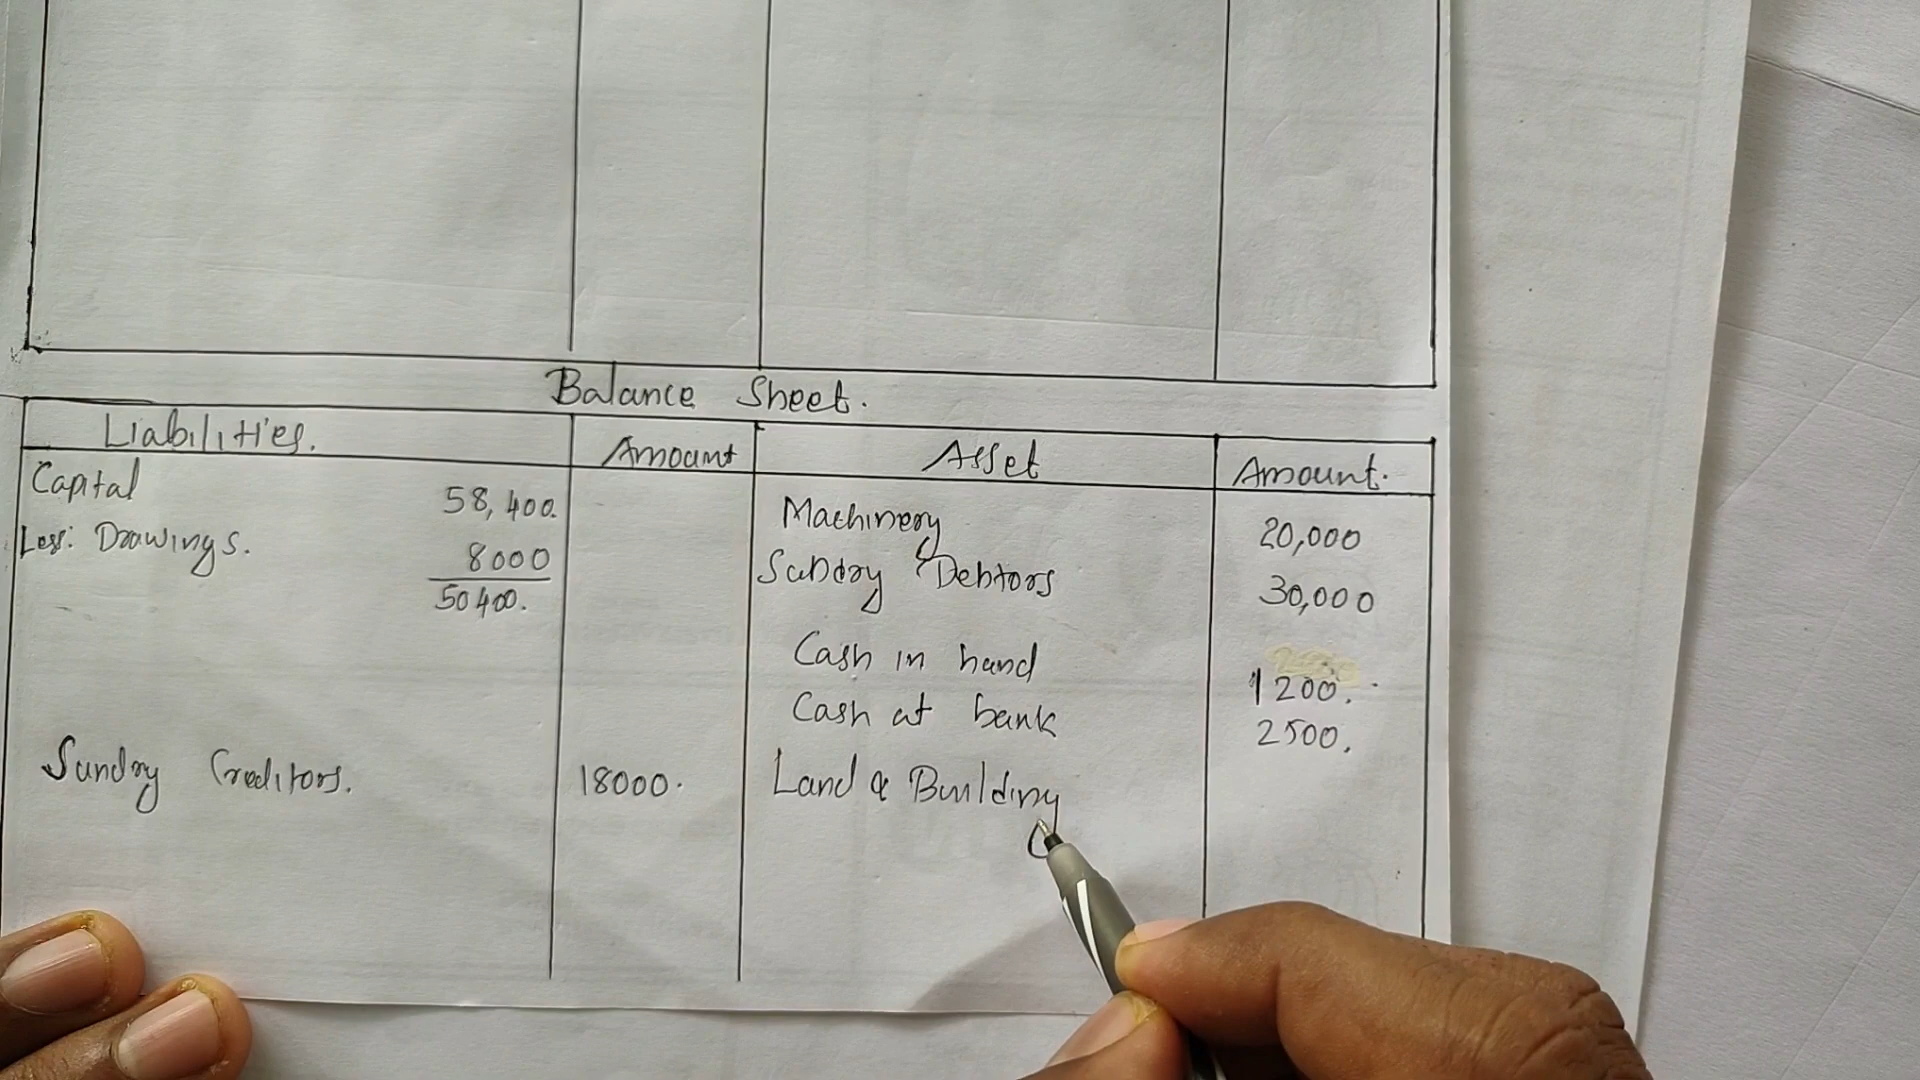 Balance Sheet.
Liabilities. Amount Asset Amount.
Capital 58,400. Machinery 20,000
Less: Drawings. 8000 Sundry Debtors 30,000
50400.
Cash in hand 1200.
Cash at bank 2500.
Sundry Creditors. 18000. Land & Building